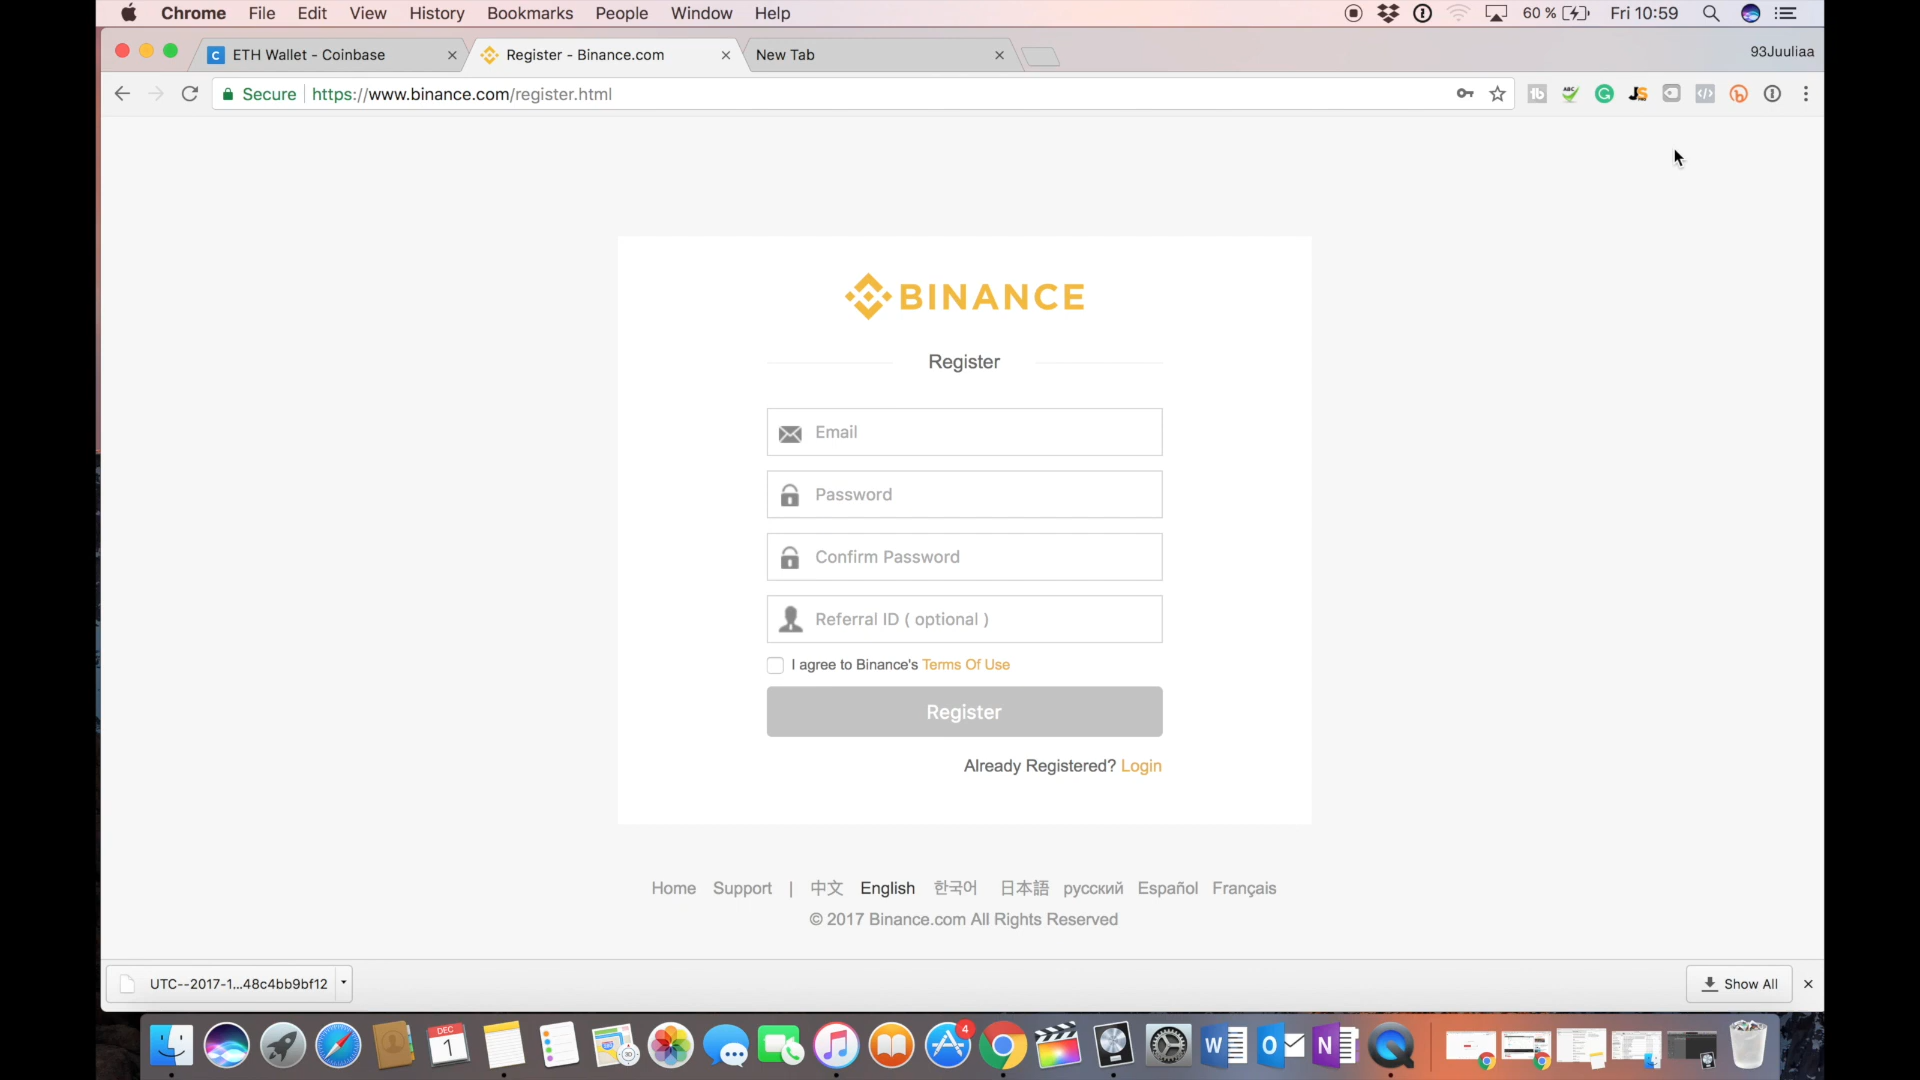 Chrome File Edit View History Bookmarks People Window Help 60 % Fri 10:59
ETH Wallet - Coinbase Register - Binance.com New Tab 93Juuliaa
Secure https://www.binance.com/register.html
BINANCE
Register
Email
Password
Confirm Password
Referral ID ( optional )
I agree to Binance's Terms Of Use
Register
Already Registered? Login
Home Support | 中文 English 한국어 日本語 русский Español Français
© 2017 Binance.com All Rights Reserved
UTC--2017-1...48c4bb9bf12 Show All
DEC
1
4